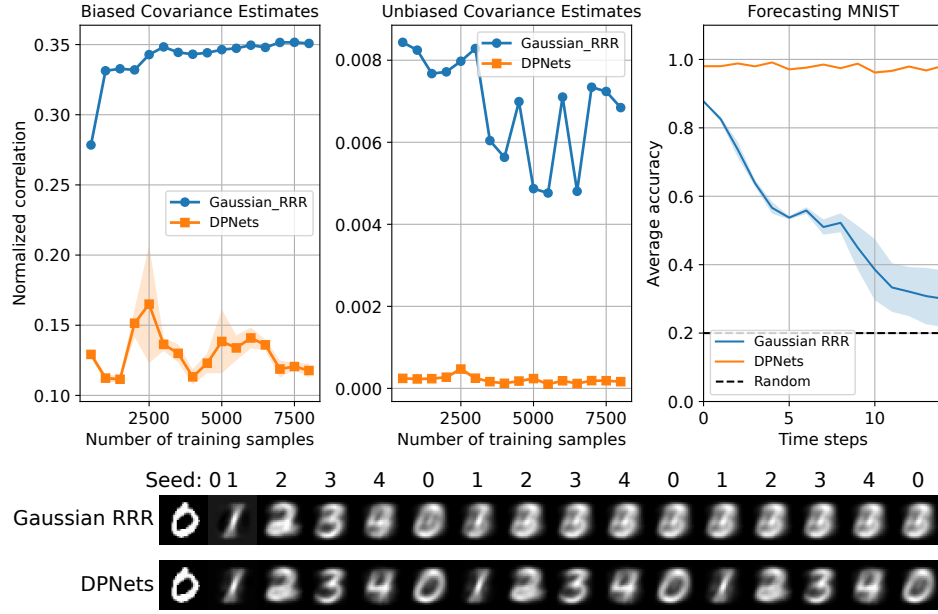 Biased Covariance Estimates
Normalized correlation
0.35
0.30
0.25
0.20
0.15
0.10
Gaussian_RRR
DPNets
2500 5000 7500
Number of training samples
Unbiased Covariance Estimates
0.008
0.006
0.004
0.002
0.000
Gaussian_RRR
DPNets
2500 5000 7500
Number of training samples
Forecasting MNIST
Average accuracy
1.0
0.8
0.6
0.4
0.2
0.0
Gaussian RRR
DPNets
Random
0 5 10
Time steps
Seed: 0 1 2 3 4 0 1 2 3 4 0 1 2 3 4 0
Gaussian RRR
DPNets